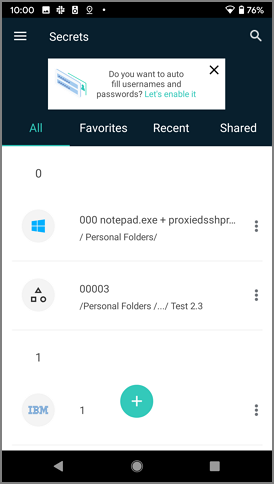 10:00 76%
Secrets
Do you want to auto
fill usernames and
passwords? Let's enable it
All Favorites Recent Shared
0
000 notepad.exe + proxiedsshpr...
/ Personal Folders/
00003
/Personal Folders /.../ Test 2.3
1
IBM 1
+